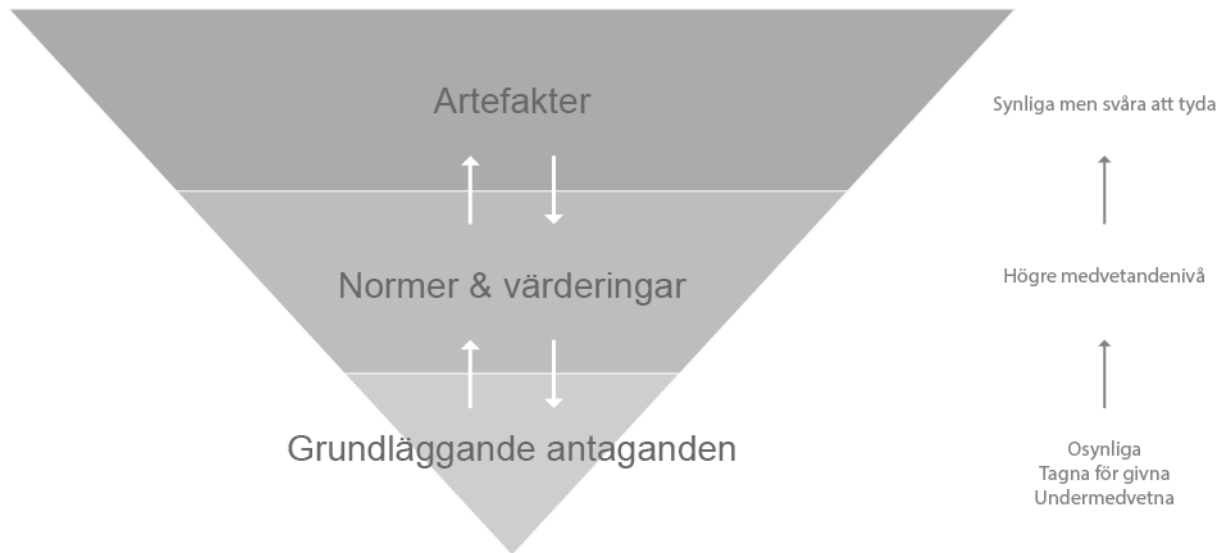 Artefakter
Synliga men svåra att tyda
Normer & värderingar
Högre medvetandenivå
Grundläggande antaganden
Osynliga
Tagna för givna
Undermedvetna